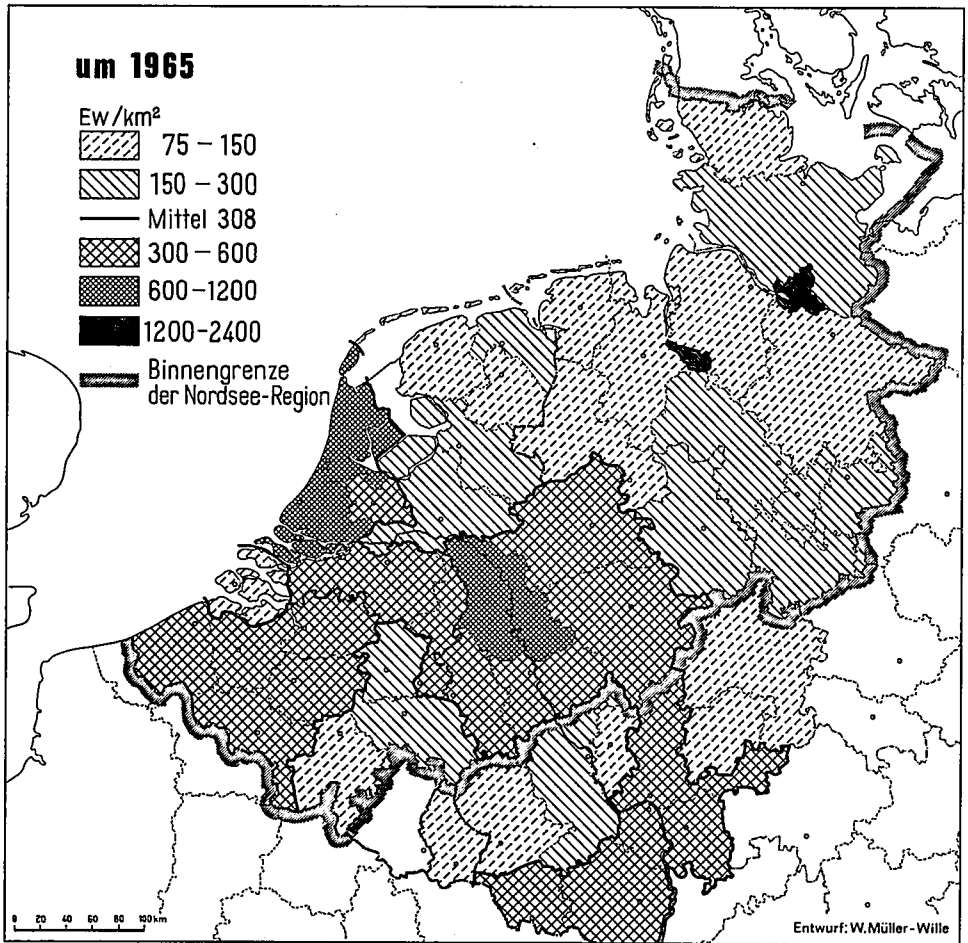 um 1965
Ew/km²
75 – 150
150 – 300
Mittel 308
300 – 600
600 – 1200
1200 – 2400
Binnengrenze
der Nordsee-Region
0 20 40 60 80 100 km
Entwurf: W. Müller - Wille